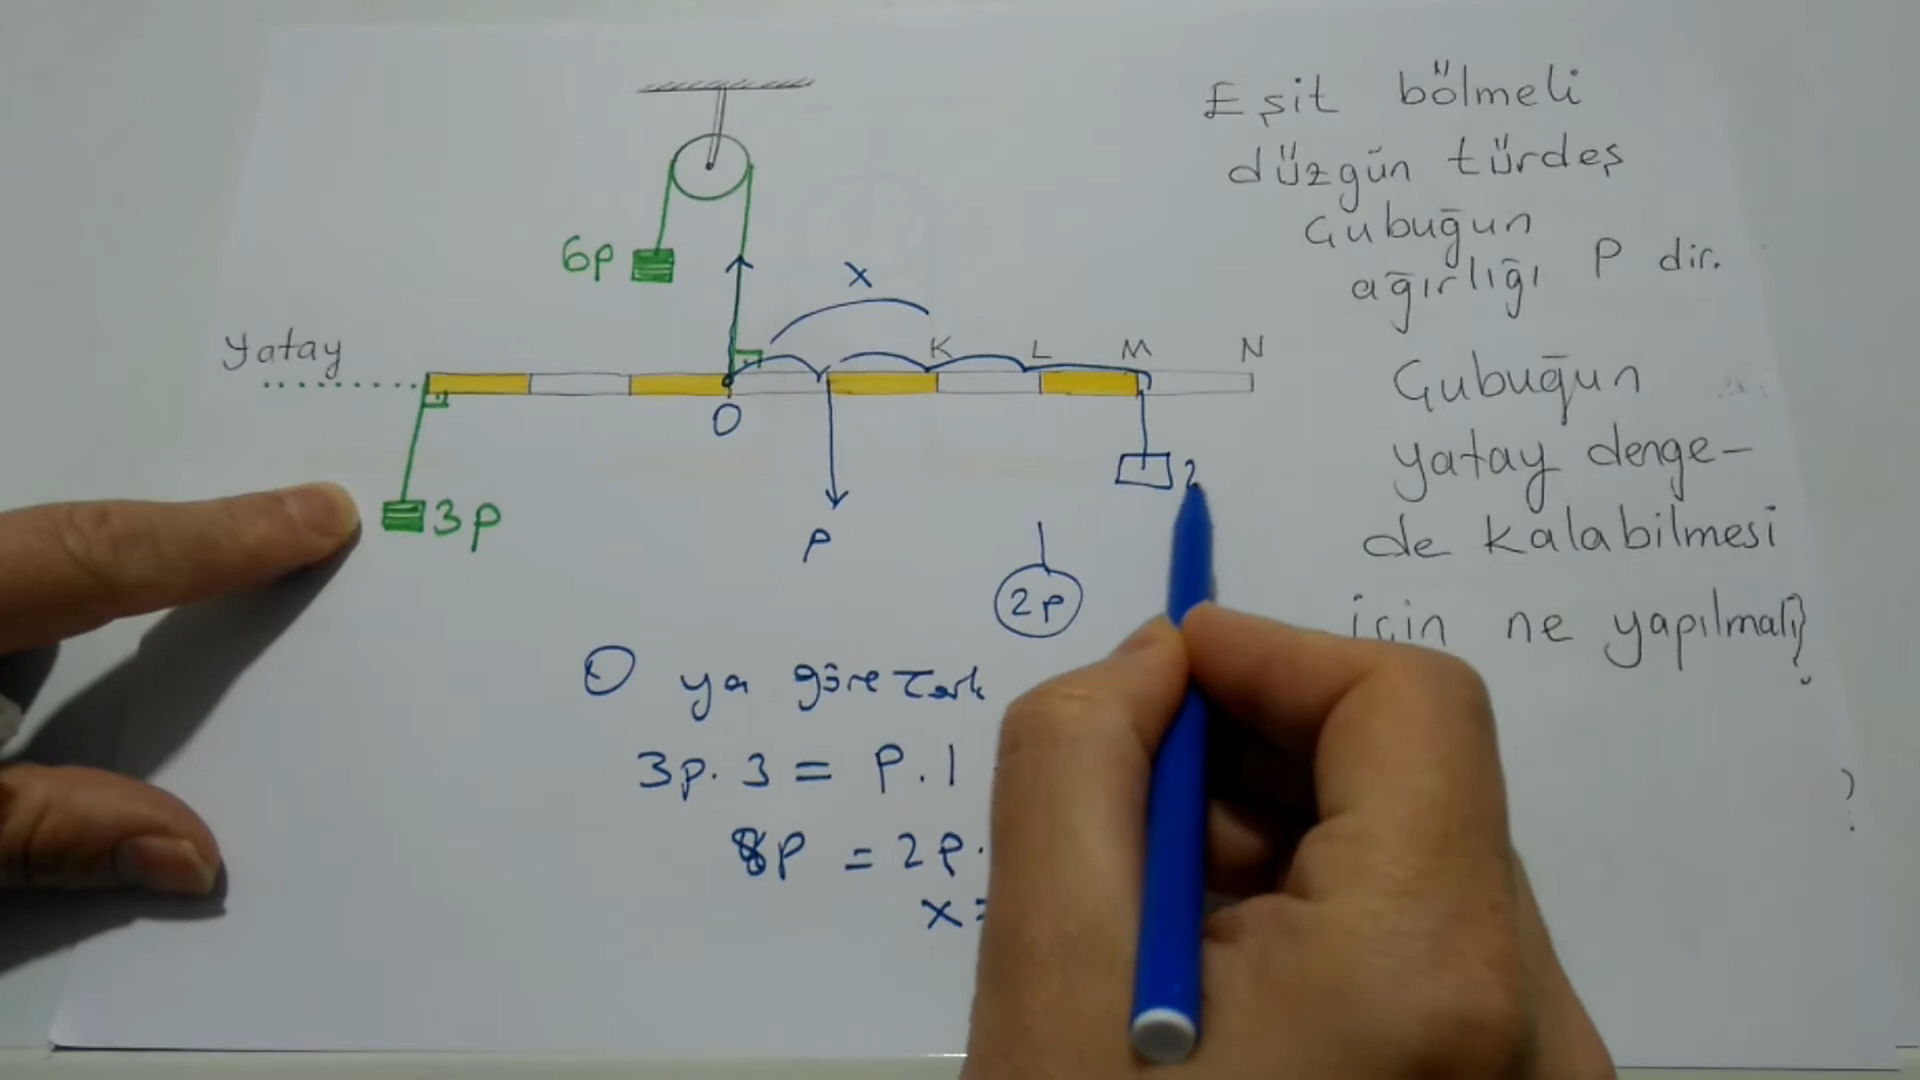 Eşit bölmeli
düzgün türdeş
Çubuğun
ağırlığı P dir.
Çubuğun
yatay denge-
de kalabilmesi
için ne yapılmalı?
6P
x
Yatay
K L M N
O
3P
P
2
2P
O ya göre Tork
3P.3 = P.1
8P = 2P.
x =
?